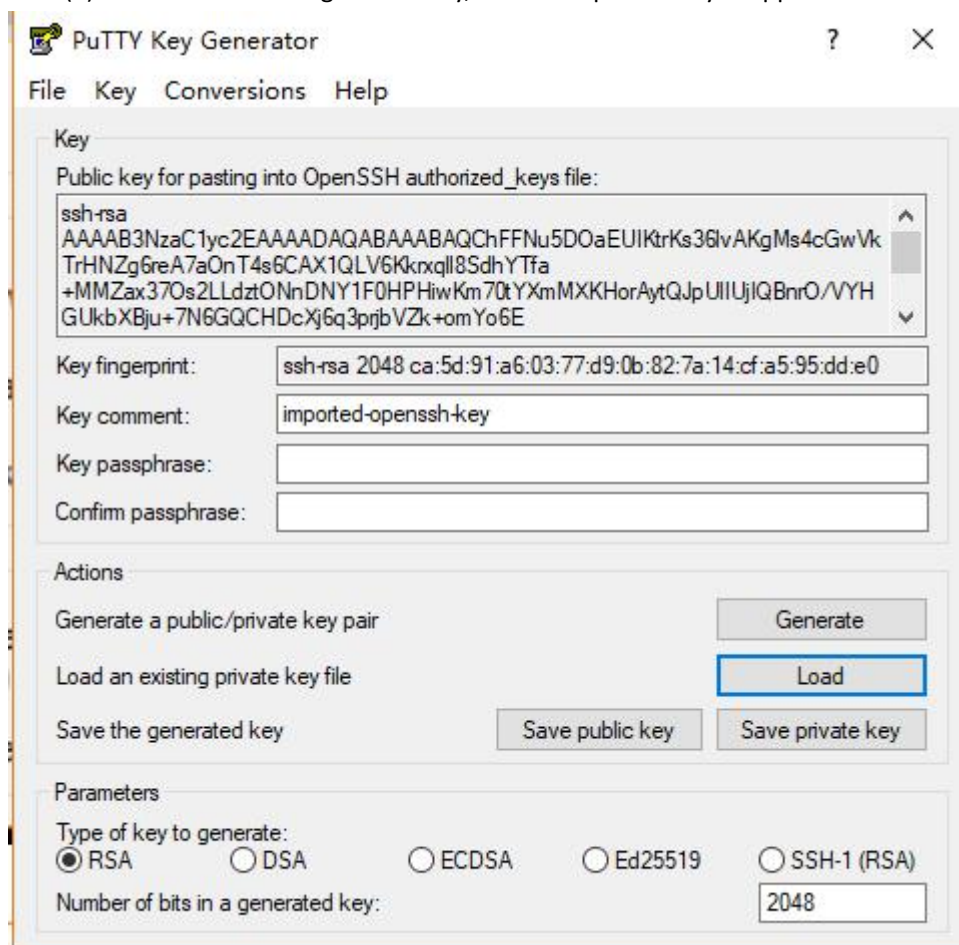 PuTTY Key Generator ? ×
File Key Conversions Help
Key
Public key for pasting into OpenSSH authorized_keys file:
ssh-rsa
AAAAB3NzaC1yc2EAAAADAQABAAABAQChFFNu5DOaEUIKtrKs36lvAKgMs4cGwVk
TrHNZg6reA7aOnT4s6CAX1QLV6KkrxqlI8SdhYTfa
+MMZax37Os2LLdztONnDNY1F0HPHiwKm70tYXmMXKHorAytQJpUIIUjlQBnrO/VYH
GUkbXBju+7N6GQCHDcXj6q3prjbVZk+omYo6E
Key fingerprint: ssh-rsa 2048 ca:5d:91:a6:03:77:d9:0b:82:7a:14:cf:a5:95:dd:e0
Key comment: imported-openssh-key
Key passphrase:
Confirm passphrase:
Actions
Generate a public/private key pair Generate
Load an existing private key file Load
Save the generated key Save public key Save private key
Parameters
Type of key to generate:
RSA DSA ECDSA Ed25519 SSH-1 (RSA)
Number of bits in a generated key: 2048